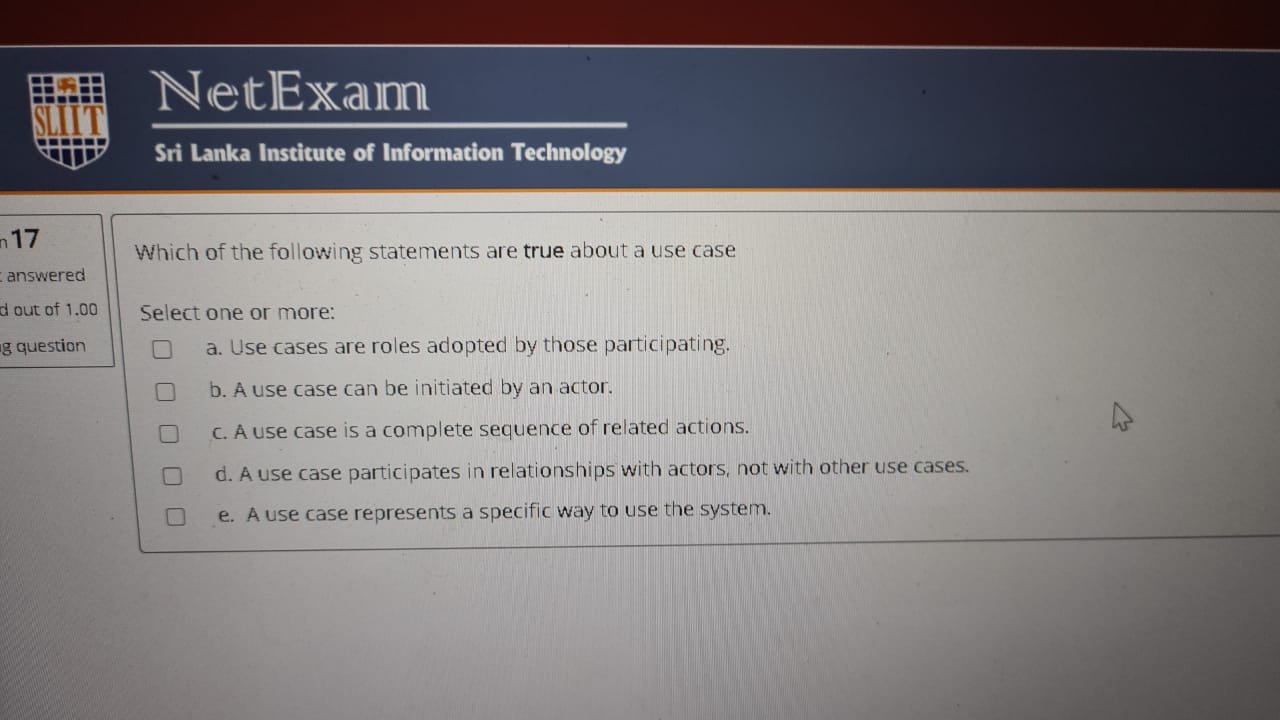 SLIIT
NetExam
Sri Lanka Institute of Information Technology
17
answered
out of 1.00
question
Which of the following statements are true about a use case
Select one or more:
a. Use cases are roles adopted by those participating.
b. A use case can be initiated by an actor.
c. A use case is a complete sequence of related actions.
d. A use case participates in relationships with actors, not with other use cases.
e. A use case represents a specific way to use the system.